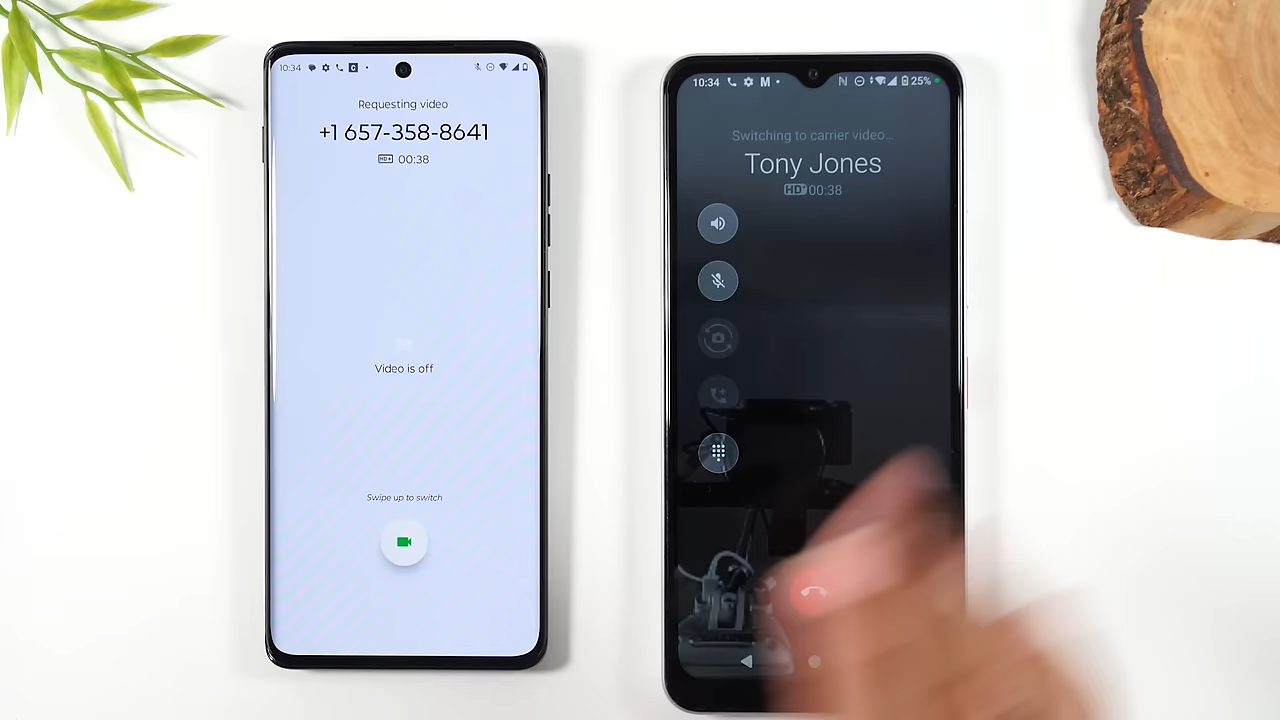 10:34
Requesting video
+1 657-358-8641
HD+ 00:38
Video is off
Swipe up to switch
10:34 M N 25%
Switching to carrier video...
Tony Jones
HD+ 00:38